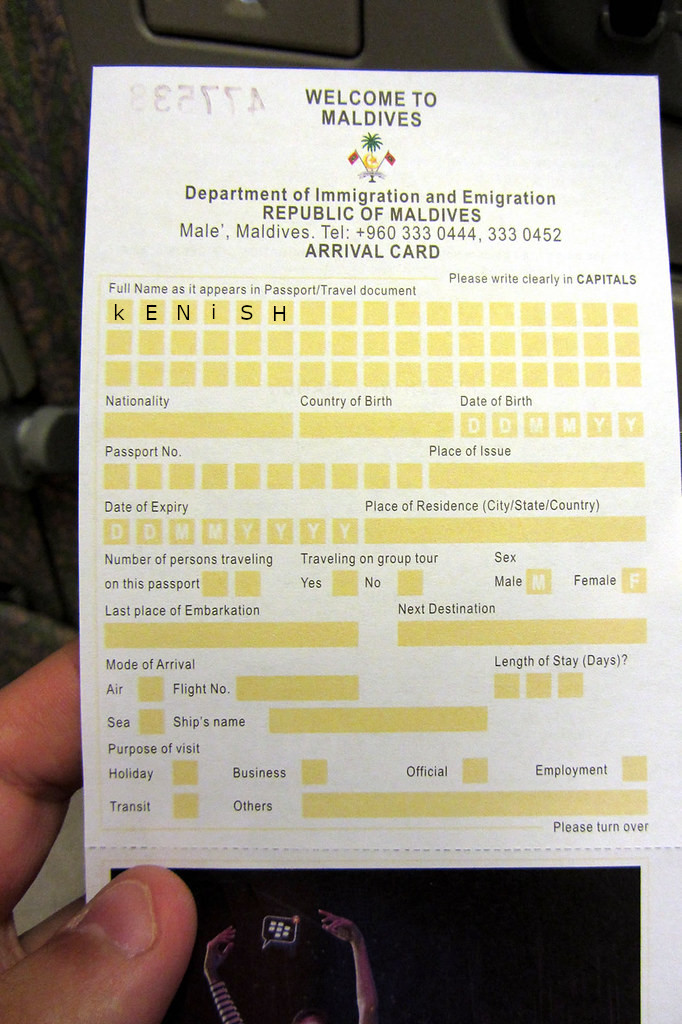 477538
WELCOME TO
MALDIVES
Department of Immigration and Emigration
REPUBLIC OF MALDIVES
Male’, Maldives. Tel: +960 333 0444, 333 0452
ARRIVAL CARD
Please write clearly in CAPITALS
Full Name as it appears in Passport/Travel document
k E N i S H
Nationality Country of Birth Date of Birth
D D M M Y Y
Passport No. Place of Issue
Date of Expiry Place of Residence (City/State/Country)
D D M M Y Y Y Y
Number of persons traveling Traveling on group tour Sex
on this passport Yes No Male M Female F
Last place of Embarkation Next Destination
Mode of Arrival Length of Stay (Days)?
Air Flight No.
Sea Ship's name
Purpose of visit
Holiday Business Official Employment
Transit Others
Please turn over